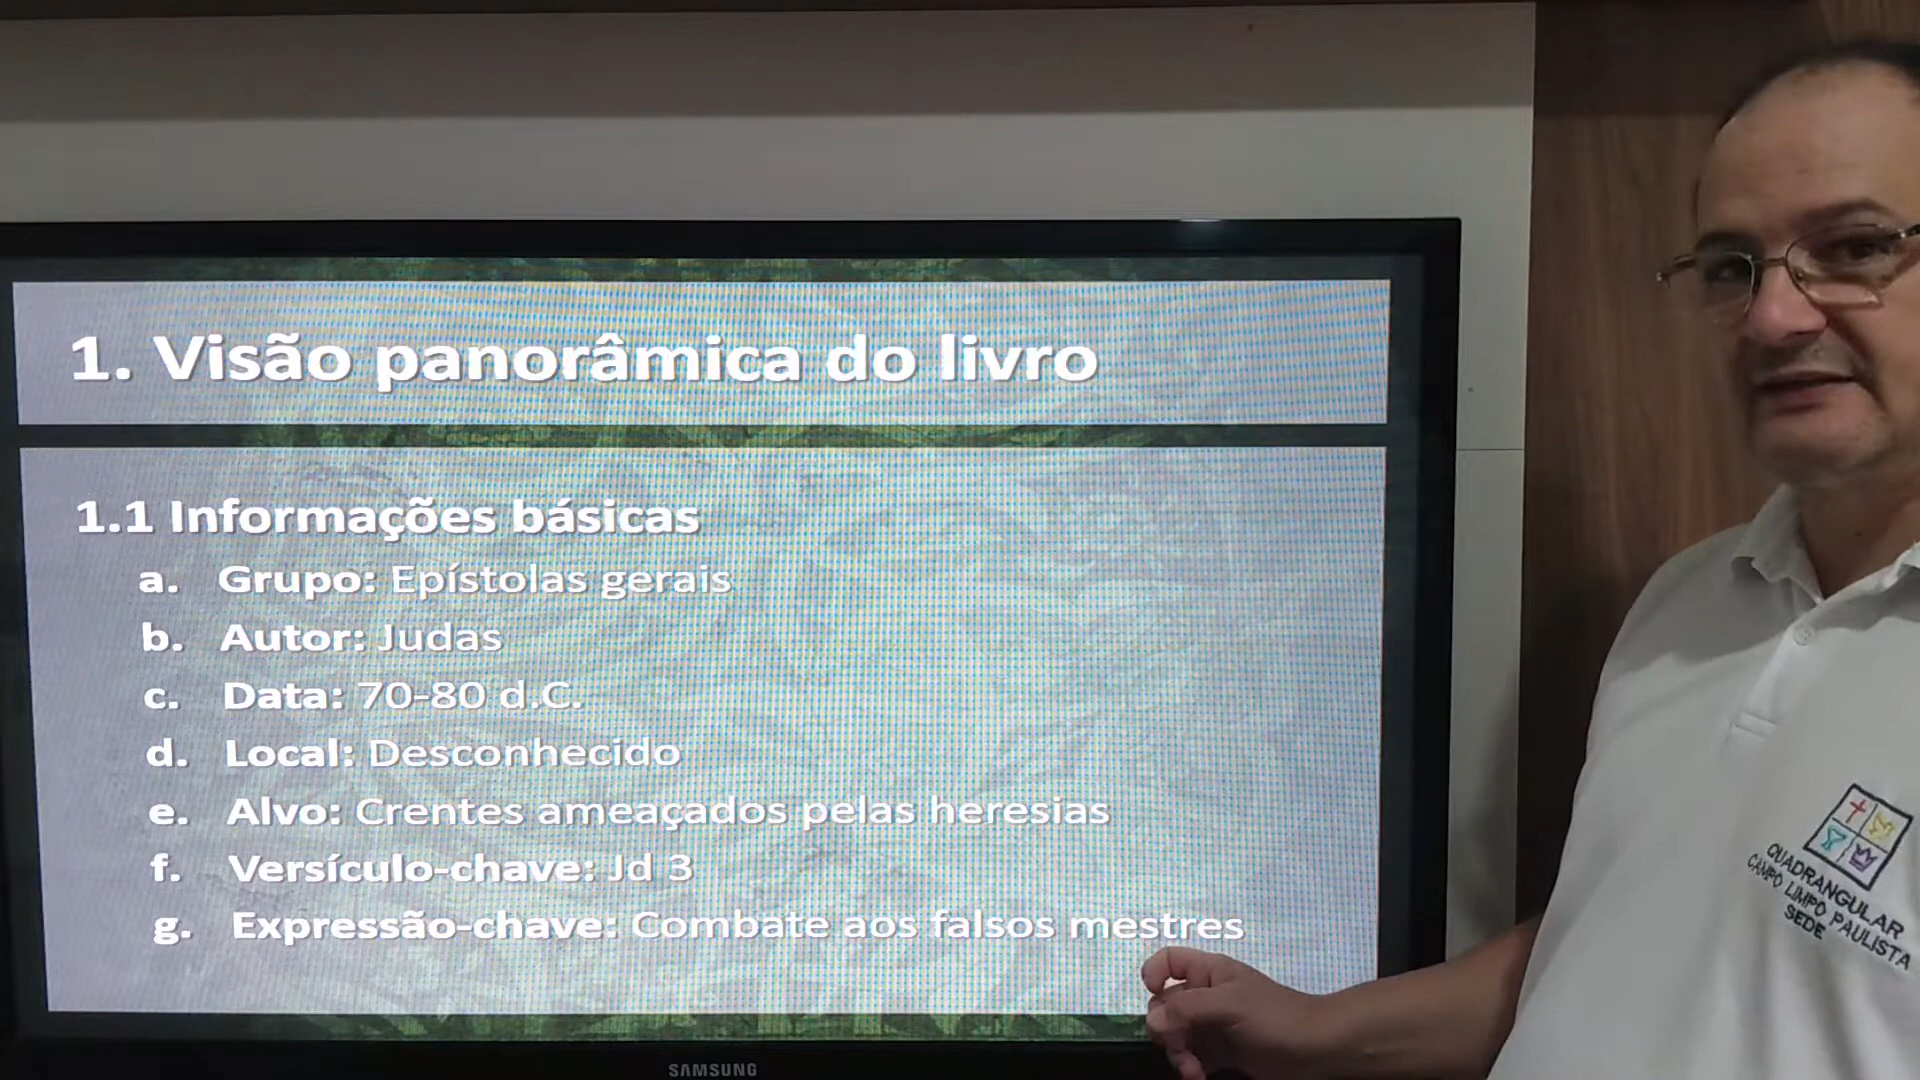 1. Visão panorâmica do livro
1.1 Informações básicas
a. Grupo: Epístolas gerais
b. Autor: Judas
c. Data: 70-80 d.C.
d. Local: Desconhecido
e. Alvo: Crentes ameaçados pelas heresias
f. Versículo-chave: Jd 3
g. Expressão-chave: Combate aos falsos mestres
SAMSUNG
QUADRANGULAR
CAMPO LIMPO PAULISTA
SEDE